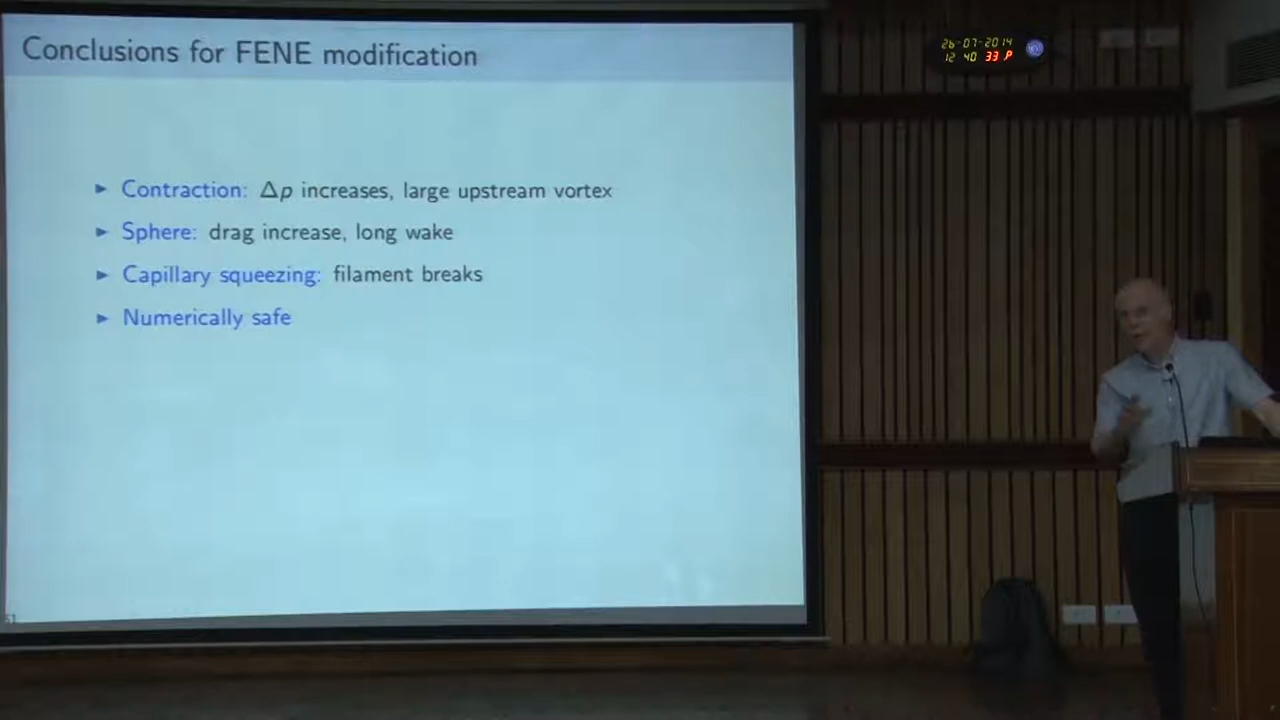 Conclusions for FENE modification
► Contraction: Δp increases, large upstream vortex
► Sphere: drag increase, long wake
► Capillary squeezing: filament breaks
► Numerically safe
26-07-2014
12 40 33 P